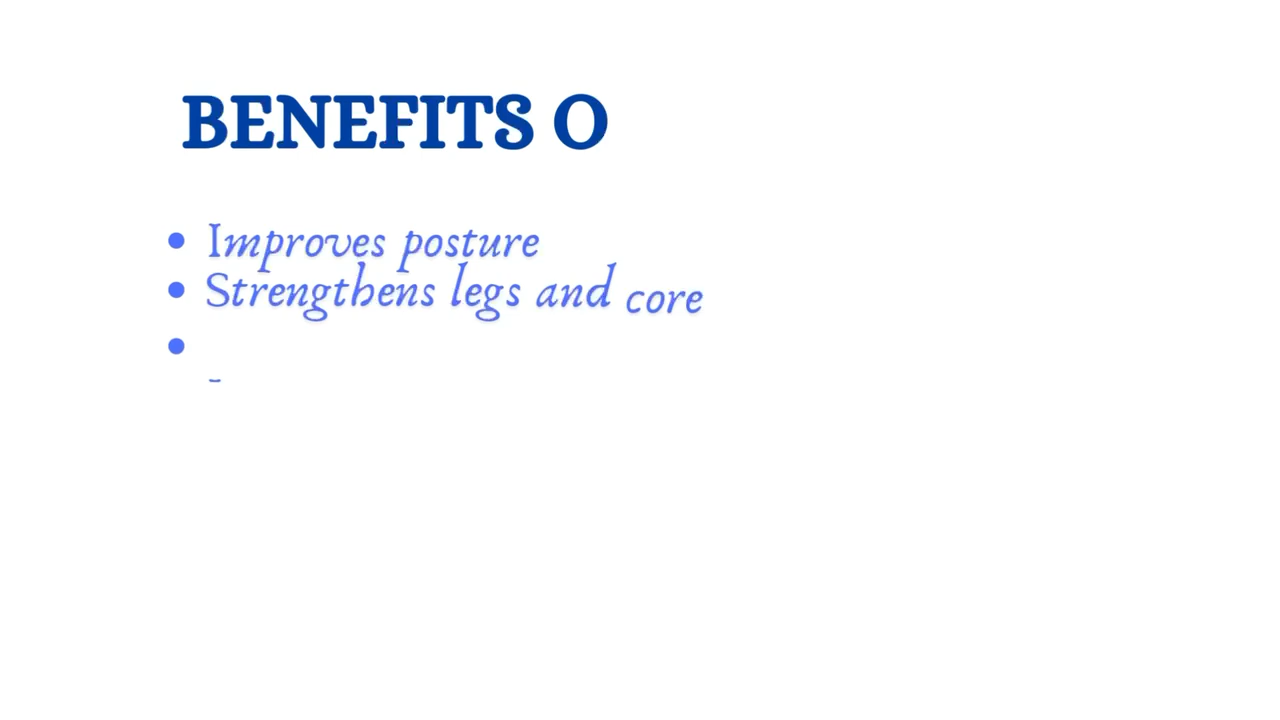 BENEFITS O
• Improves posture
• Strengthens legs and core
•